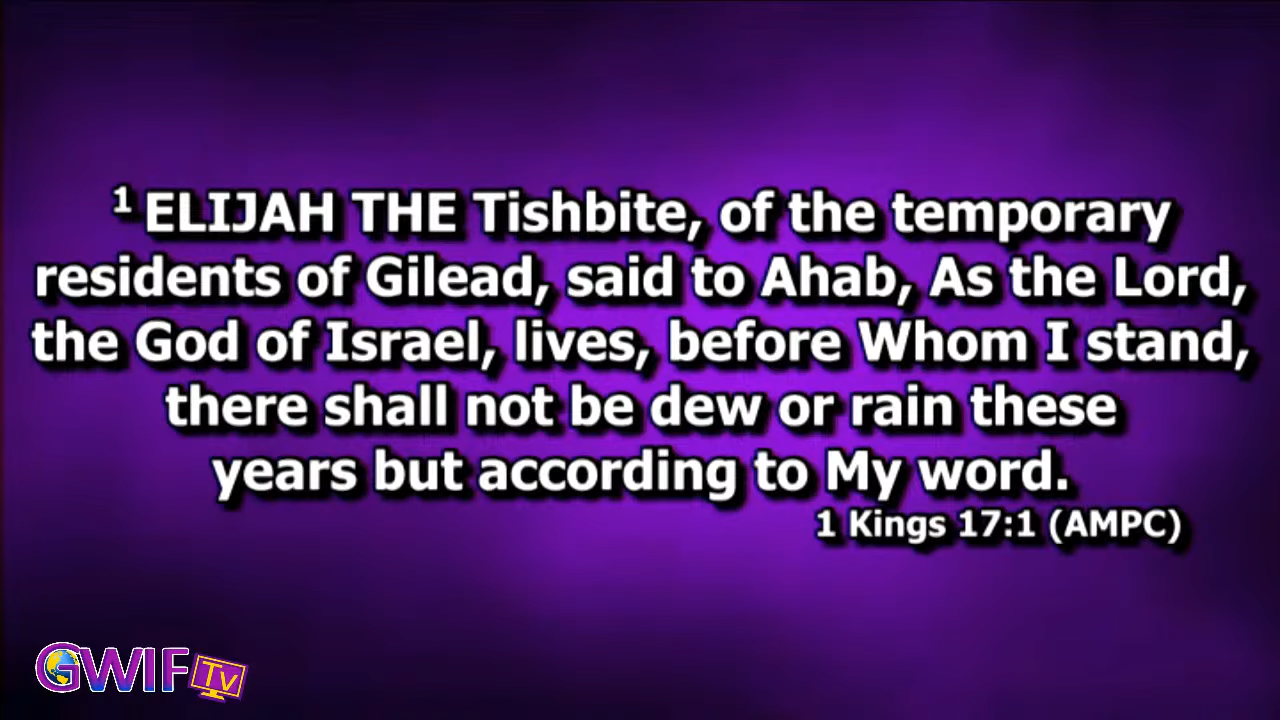 1 ELIJAH THE Tishbite, of the temporary
residents of Gilead, said to Ahab, As the Lord,
the God of Israel, lives, before Whom I stand,
there shall not be dew or rain these
years but according to My word.
1 Kings 17:1 (AMPC)
GWIF Tv